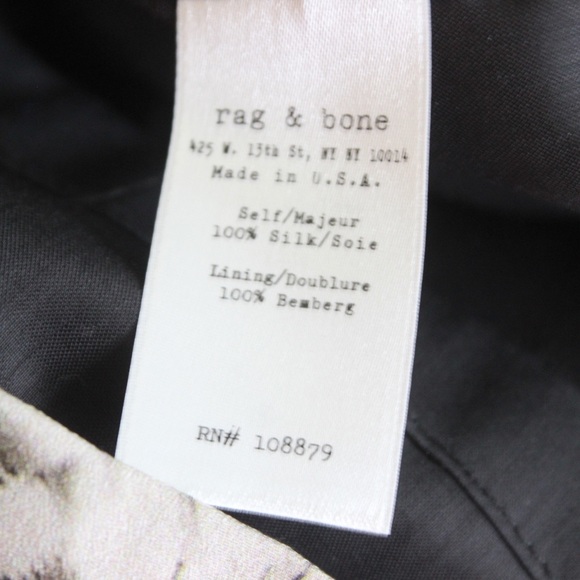 rag & bone
425 W. 13th St, NY NY 10014
Made in U.S.A.
Self/Majeur
100% Silk/Soie
Lining/Doublure
100% Bemberg
RN# 108879